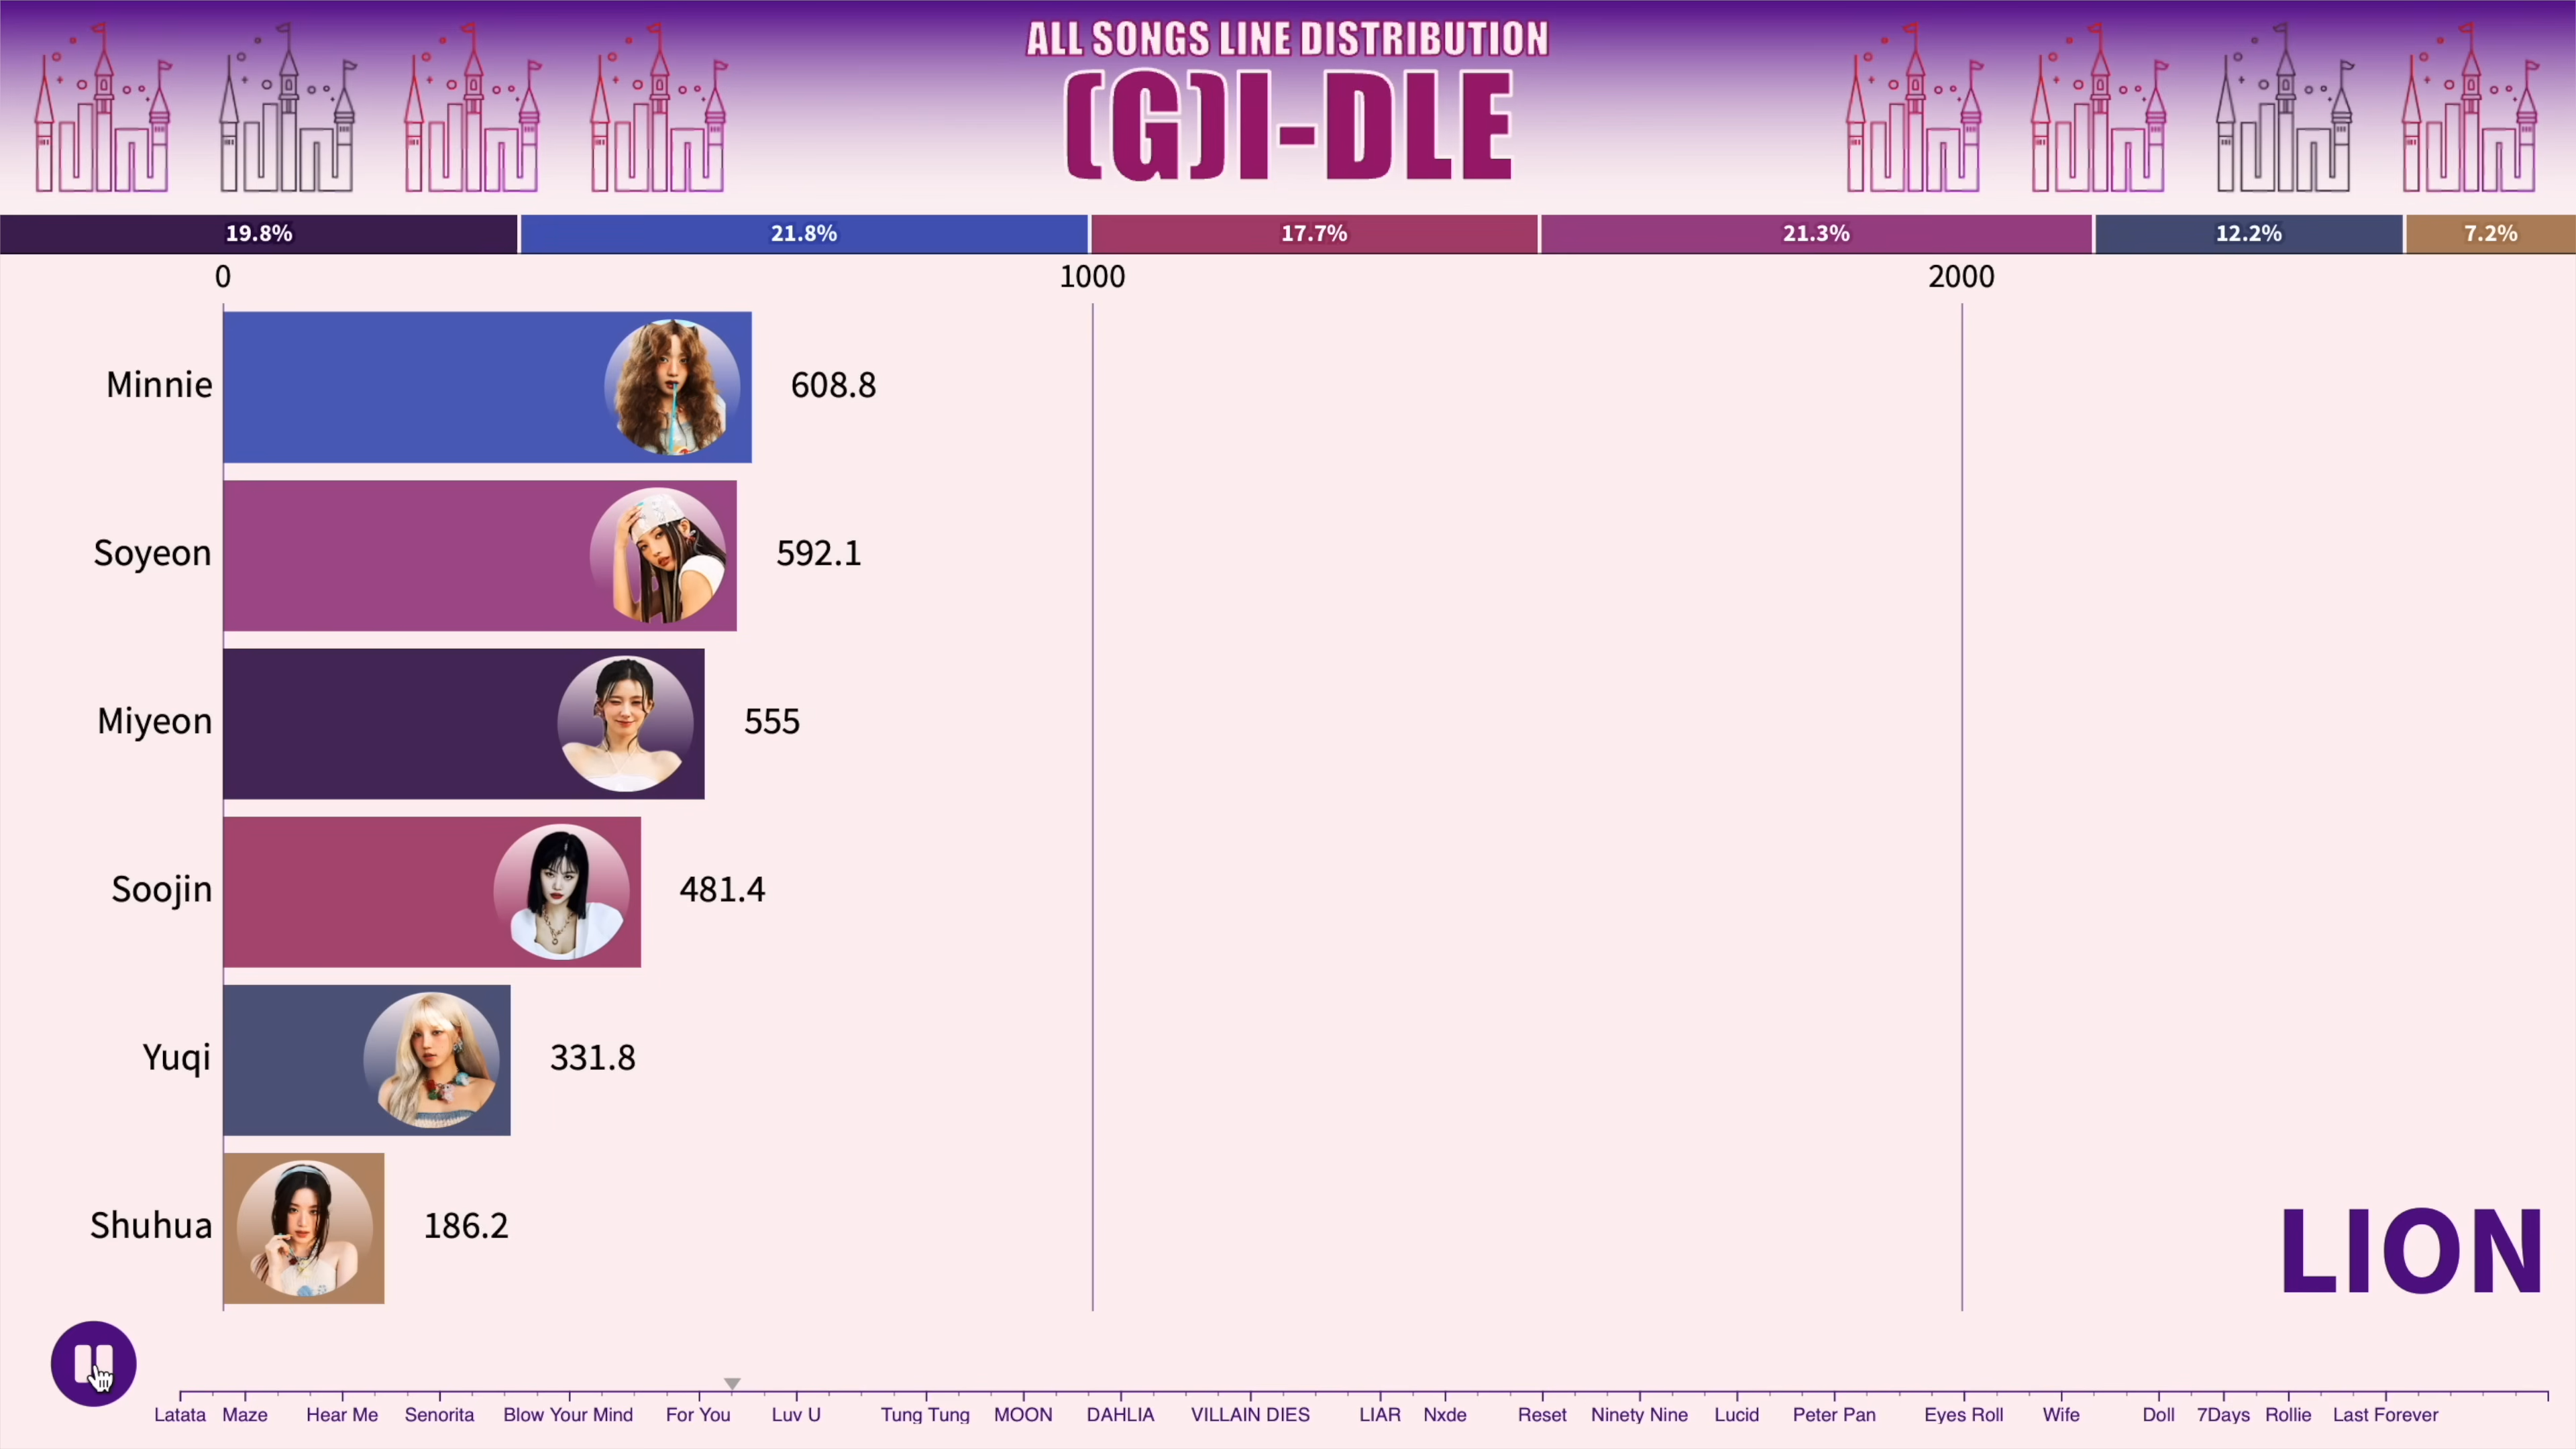 ALL SONGS LINE DISTRIBUTION
(G)I-DLE
19.8% 21.8% 17.7% 21.3% 12.2% 7.2%
0 1000 2000
Minnie 608.8
Soyeon 592.1
Miyeon 555
Soojin 481.4
Yuqi 331.8
Shuhua 186.2
LION
Latata Maze Hear Me Senorita Blow Your Mind For You Luv U Tung Tung MOON DAHLIA VILLAIN DIES LIAR Nxde Reset Ninety Nine Lucid Peter Pan Eyes Roll Wife Doll 7Days Rollie Last Forever